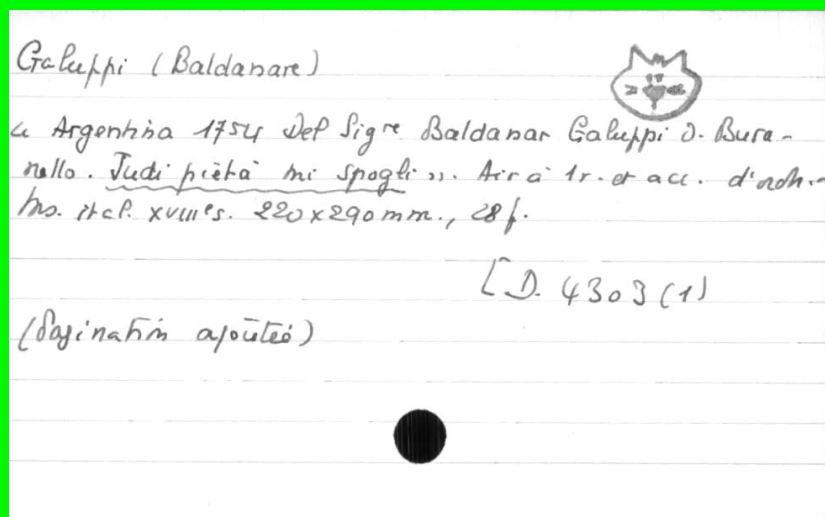 Galuppi (Baldanare)
« Argentina 1754 Del Sigre Baldanar Galuppi d. Bura-
nello. Tudi pietà mi spogli ». Air à 1v. et acc. d'orch.
Ms. ital. XVIIIe s. 220 x 290 mm., 28 f.
[D. 4303 (1)
(Pagination ajoutée)